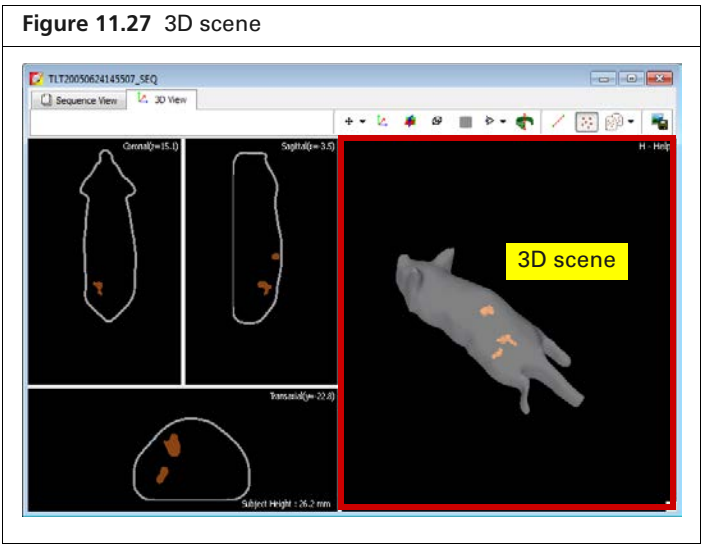 Figure 11.27 3D scene
TLT20050624145507_SEQ
Sequence View 3D View
Coronal(z=15.1)
Sagittal(x=-3.5)
H - Help
3D scene
Transaxial(y=-22.8)
Subject Height : 26.2 mm